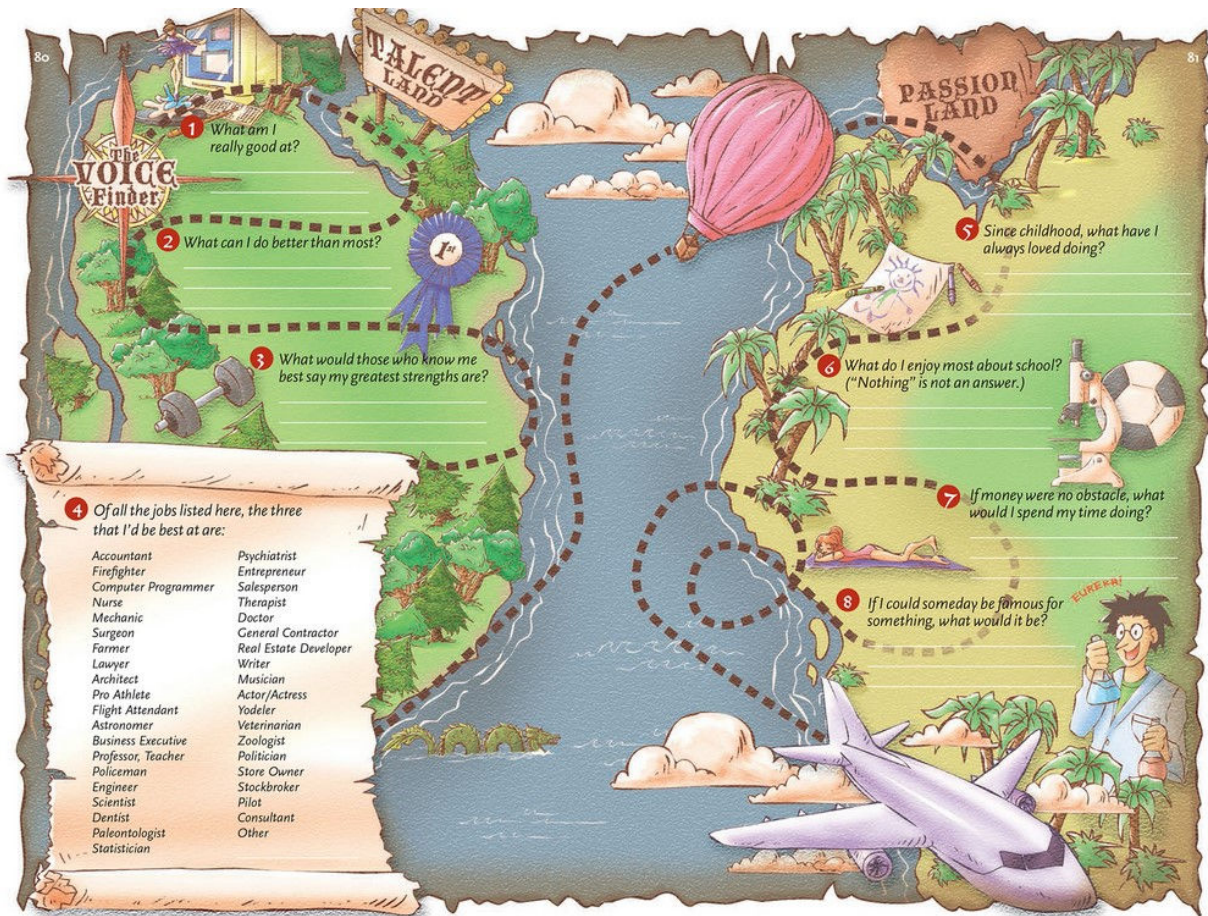 80
TALENT
LAND
The
VOICE
Finder
1 What am I
really good at?
2 What can I do better than most?
1st
3 What would those who know me
best say my greatest strengths are?
4 Of all the jobs listed here, the three
that I'd be best at are:
Accountant
Firefighter
Computer Programmer
Nurse
Mechanic
Surgeon
Farmer
Lawyer
Architect
Pro Athlete
Flight Attendant
Astronomer
Business Executive
Professor, Teacher
Policeman
Engineer
Scientist
Dentist
Paleontologist
Statistician
Psychiatrist
Entrepreneur
Salesperson
Therapist
Doctor
General Contractor
Real Estate Developer
Writer
Musician
Actor/Actress
Yodeler
Veterinarian
Zoologist
Politician
Store Owner
Stockbroker
Pilot
Consultant
Other
81
PASSION
LAND
5 Since childhood, what have I
always loved doing?
6 What do I enjoy most about school?
("Nothing" is not an answer.)
7 If money were no obstacle, what
would I spend my time doing?
8 If I could someday be famous for
something, what would it be?
EUREKA!